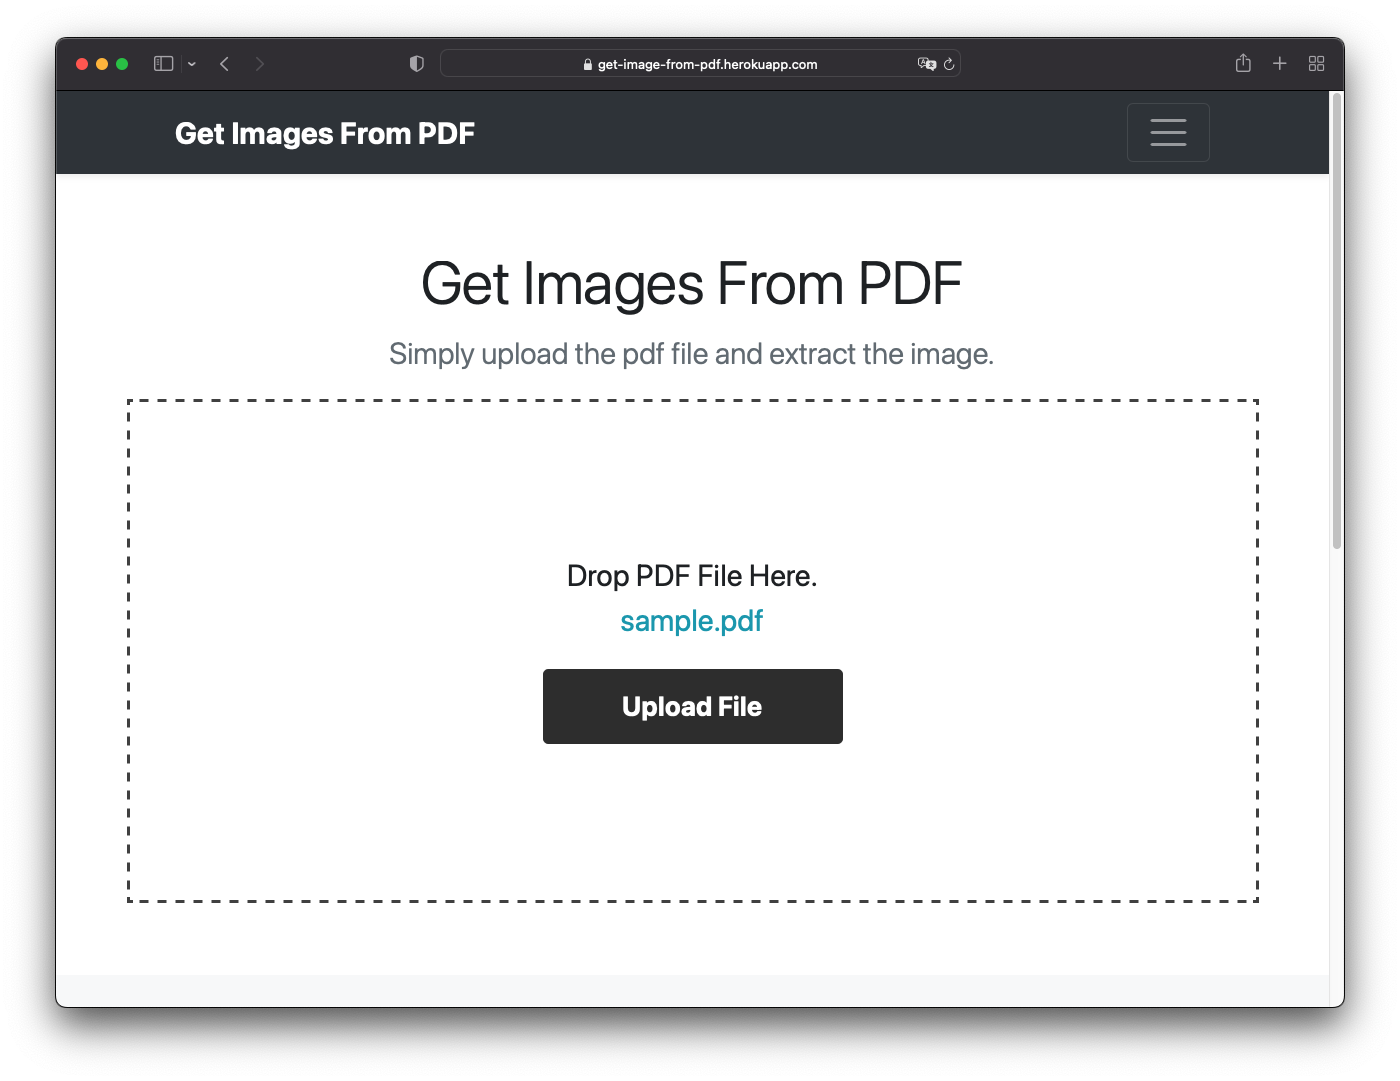 get-image-from-pdf.herokuapp.com
Get Images From PDF
Get Images From PDF
Simply upload the pdf file and extract the image.
Drop PDF File Here.
sample.pdf
Upload File